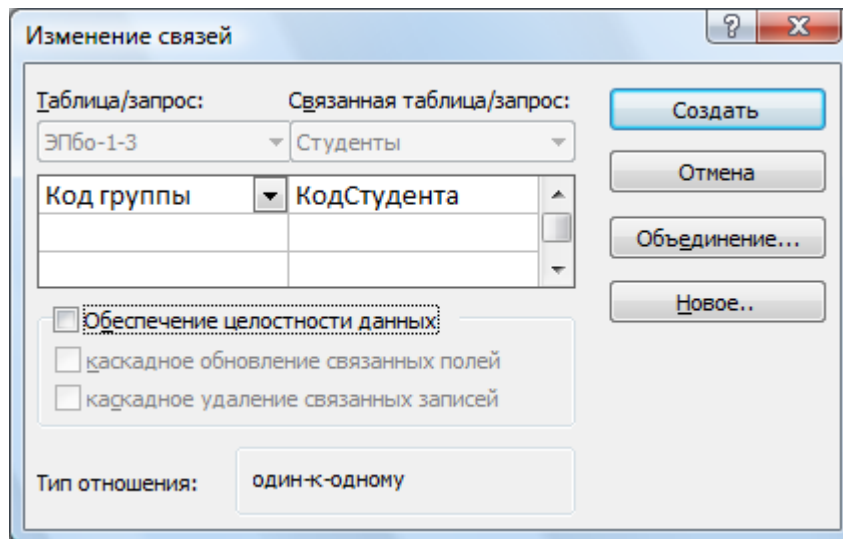 Изменение связей
Таблица/запрос: Связанная таблица/запрос:
ЭПбо-1-3 Студенты
Код группы КодСтудента
Обеспечение целостности данных
каскадное обновление связанных полей
каскадное удаление связанных записей
Тип отношения: один-к-одному
Создать
Отмена
Объединение...
Новое..